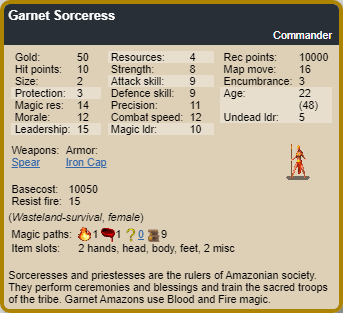 Garnet Sorceress
Commander
Gold: 50 Resources: 4 Rec points: 10000
Hit points: 10 Strength: 8 Map move: 16
Size: 2 Attack skill: 9 Encumbrance: 3
Protection: 3 Defence skill: 9 Age: 22
Magic res: 14 Precision: 11 (48)
Morale: 12 Combat speed: 12 Undead ldr: 5
Leadership: 15 Magic ldr: 10
Weapons: Armor:
Spear Iron Cap
Basecost: 10050
Resist fire: 15
(Wasteland-survival, female)
Magic paths: 1 1 ? 0 9
Item slots: 2 hands, head, body, feet, 2 misc
Sorceresses and priestesses are the rulers of Amazonian society.
They perform ceremonies and blessings and train the sacred troops
of the tribe. Garnet Amazons use Blood and Fire magic.